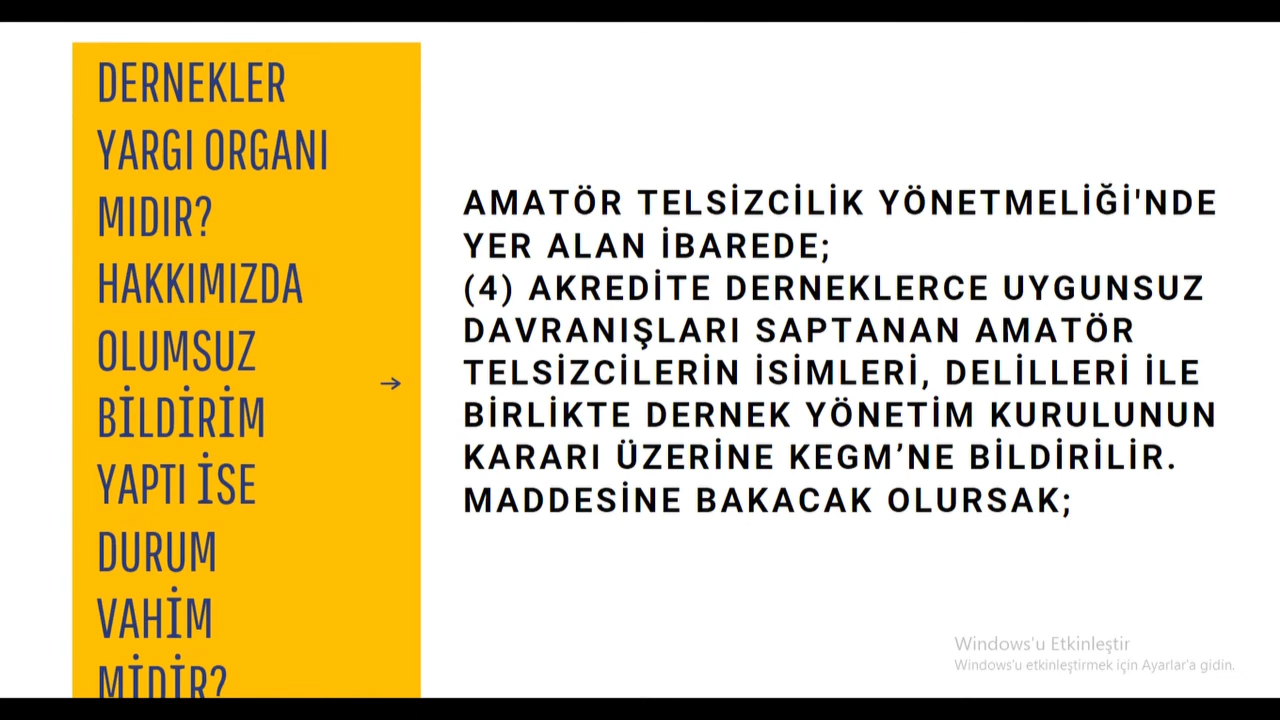 DERNEKLER
YARGI ORGANI
MIDIR?
HAKKIMIZDA
OLUMSUZ
BİLDİRİM
YAPTI İSE
DURUM
VAHİM
MİDİR?
→
AMATÖR TELSİZCİLİK YÖNETMELİĞİ'NDE
YER ALAN İBAREDE;
(4) AKREDİTE DERNEKLERCE UYGUNSUZ
DAVRANIŞLARI SAPTANAN AMATÖR
TELSİZCİLERİN İSİMLERİ, DELİLLERİ İLE
BİRLİKTE DERNEK YÖNETİM KURULUNUN
KARARI ÜZERİNE KEGM’NE BİLDİRİLİR.
MADDESİNE BAKACAK OLURSAK;
Windows'u Etkinleştir
Windows'u etkinleştirmek için Ayarlar'a gidin.